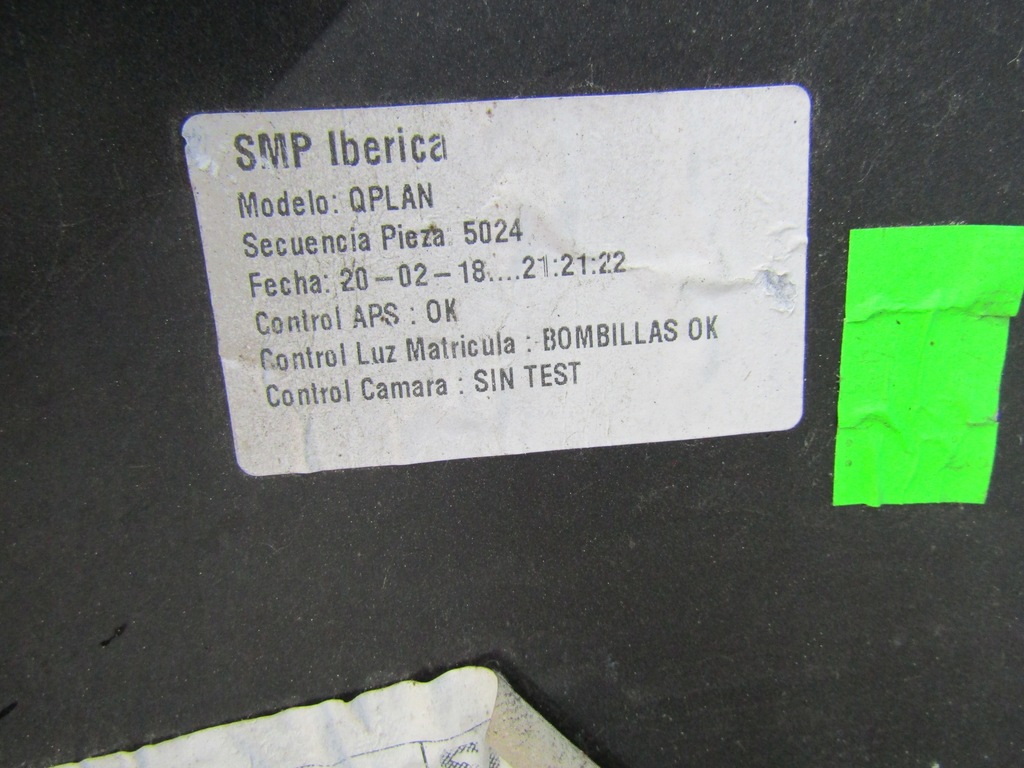 SMP Iberica
Modelo: QPLAN
Secuencia Pieza 5024
Fecha: 20-02-18....21:21:22
Control APS : OK
Control Luz Matricula : BOMBILLAS OK
Control Camara : SIN TEST